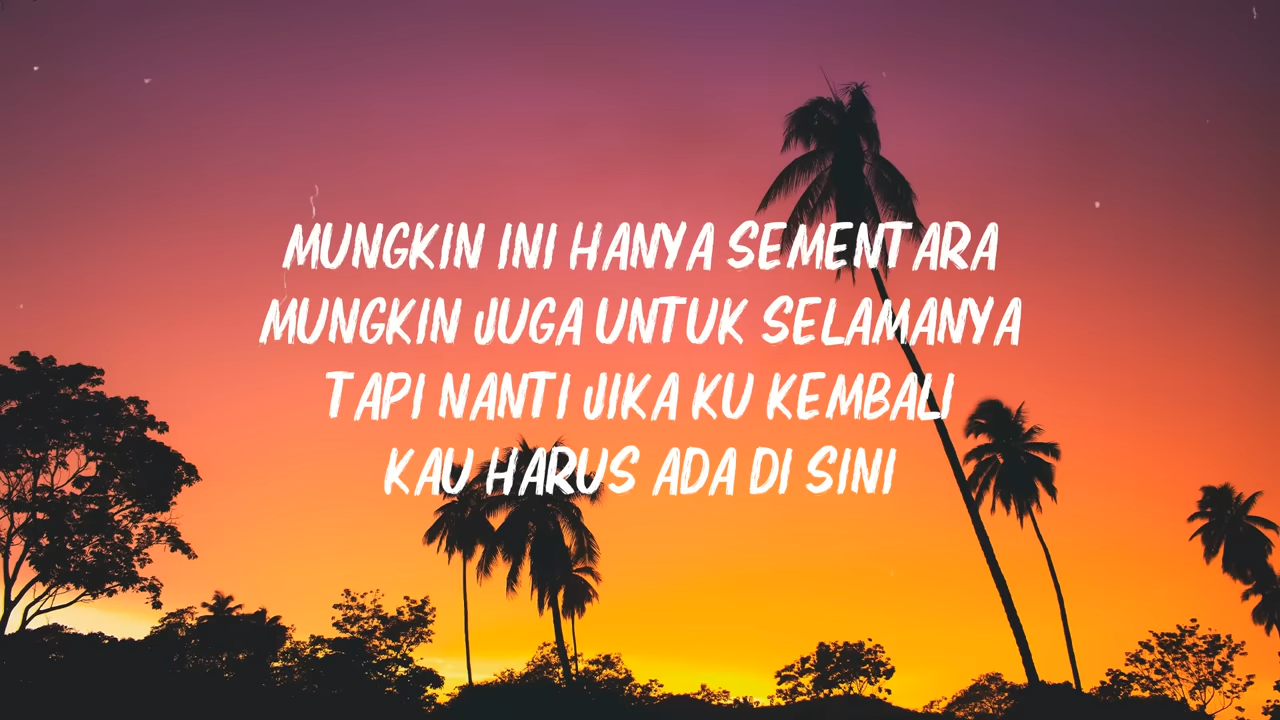 MUNGKIN INI HANYA SEMENTARA
MUNGKIN JUGA UNTUK SELAMANYA
TAPI NANTI JIKA KU KEMBALI
KAU HARUS ADA DI SINI